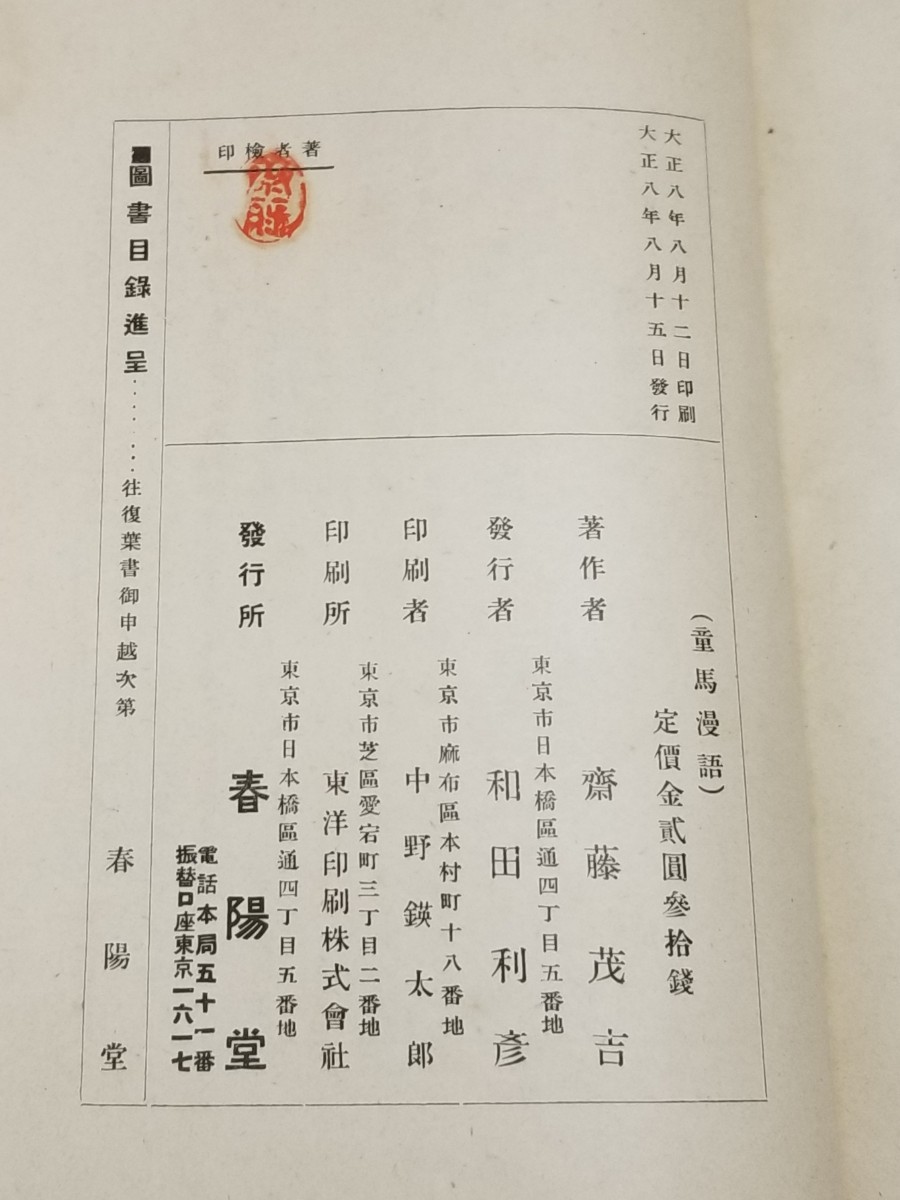 大正八年八月十二日印刷
大正八年八月十五日發行
著者檢印
齋藤
(童馬漫語)
定價金貳圓參拾錢
著作者 齋藤茂吉
東京市日本橋區通四丁目五番地
發行者 和田利彥
東京市麻布區本村町十八番地
印刷者 中野鍈太郎
東京市芝區愛宕町三丁目二番地
印刷所 東洋印刷株式會社
東京市日本橋區通四丁目五番地
發行所 春陽堂
電話本局五十一番
振替口座東京一六一七
圖書目錄進呈………往復葉書御申越次第 春陽堂